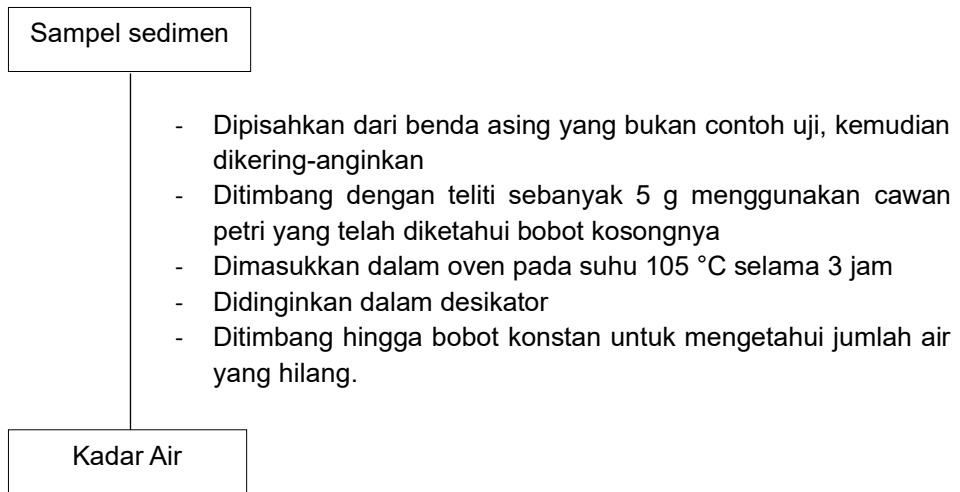 Sampel sedimen
- Dipisahkan dari benda asing yang bukan contoh uji, kemudian
dikering-anginkan
- Ditimbang dengan teliti sebanyak 5 g menggunakan cawan
petri yang telah diketahui bobot kosongnya
- Dimasukkan dalam oven pada suhu 105 °C selama 3 jam
- Didinginkan dalam desikator
- Ditimbang hingga bobot konstan untuk mengetahui jumlah air
yang hilang.
Kadar Air